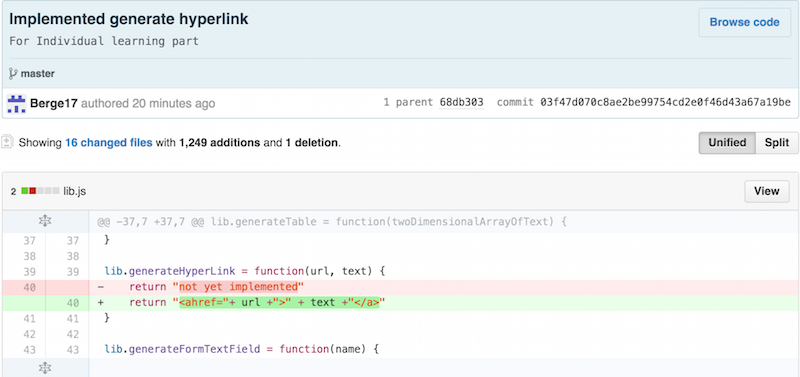 Implemented generate hyperlink
Browse code
For Individual learning part
master
Berge17 authored 20 minutes ago
1 parent 68db303 commit 03f47d070c8ae2be99754cd2e0f46d43a67a19be
Showing 16 changed files with 1,249 additions and 1 deletion.
Unified Split
2 lib.js
View
@@ -37,7 +37,7 @@ lib.generateTable = function(twoDimensionalArrayOfText) {
37 37 }
38 38
39 39 lib.generateHyperLink = function(url, text) {
40 - return "not yet implemented"
40 + return "<ahref="+ url +">" + text +"</a>"
41 41 }
42 42
43 43 lib.generateFormTextField = function(name) {